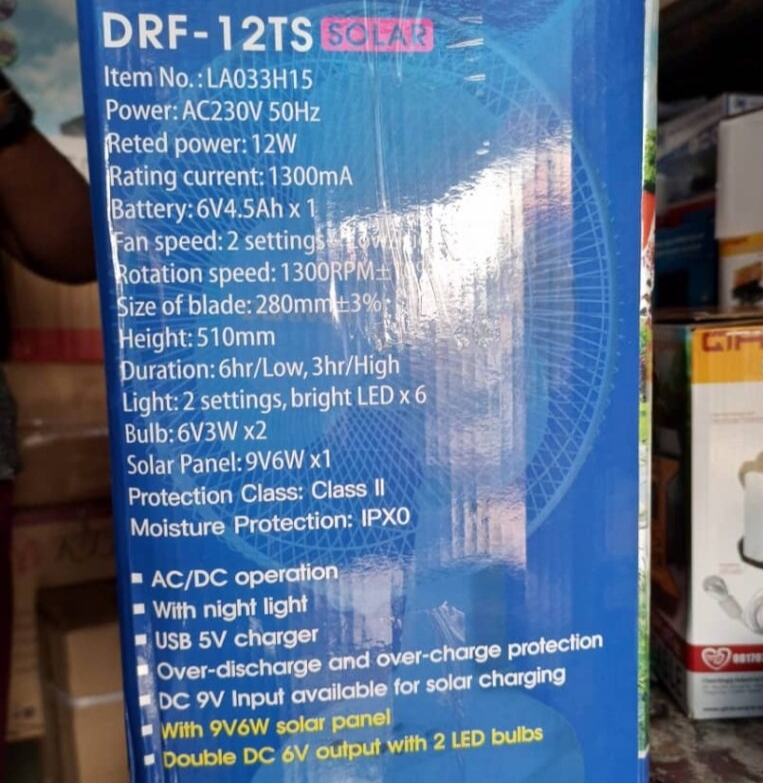 DRF-12TS SOLAR
Item No.: LA033H15
Power: AC230V 50Hz
Reted power: 12W
Rating current: 1300mA
Battery: 6V4.5Ah x 1
Fan speed: 2 settings
Rotation speed: 1300RPM±
Size of blade: 280mm±3%
Height: 510mm
Duration: 6hr/Low, 3hr/High
Light: 2 settings, bright LED x 6
Bulb: 6V3W x2
Solar Panel: 9V6W x1
Protection Class: Class II
Moisture Protection: IPX0
▪ AC/DC operation
▪ With night light
▪ USB 5V charger
▪ Over-discharge and over-charge protection
▪ DC 9V Input available for solar charging
▪ With 9V6W solar panel
▪ Double DC 6V output with 2 LED bulbs